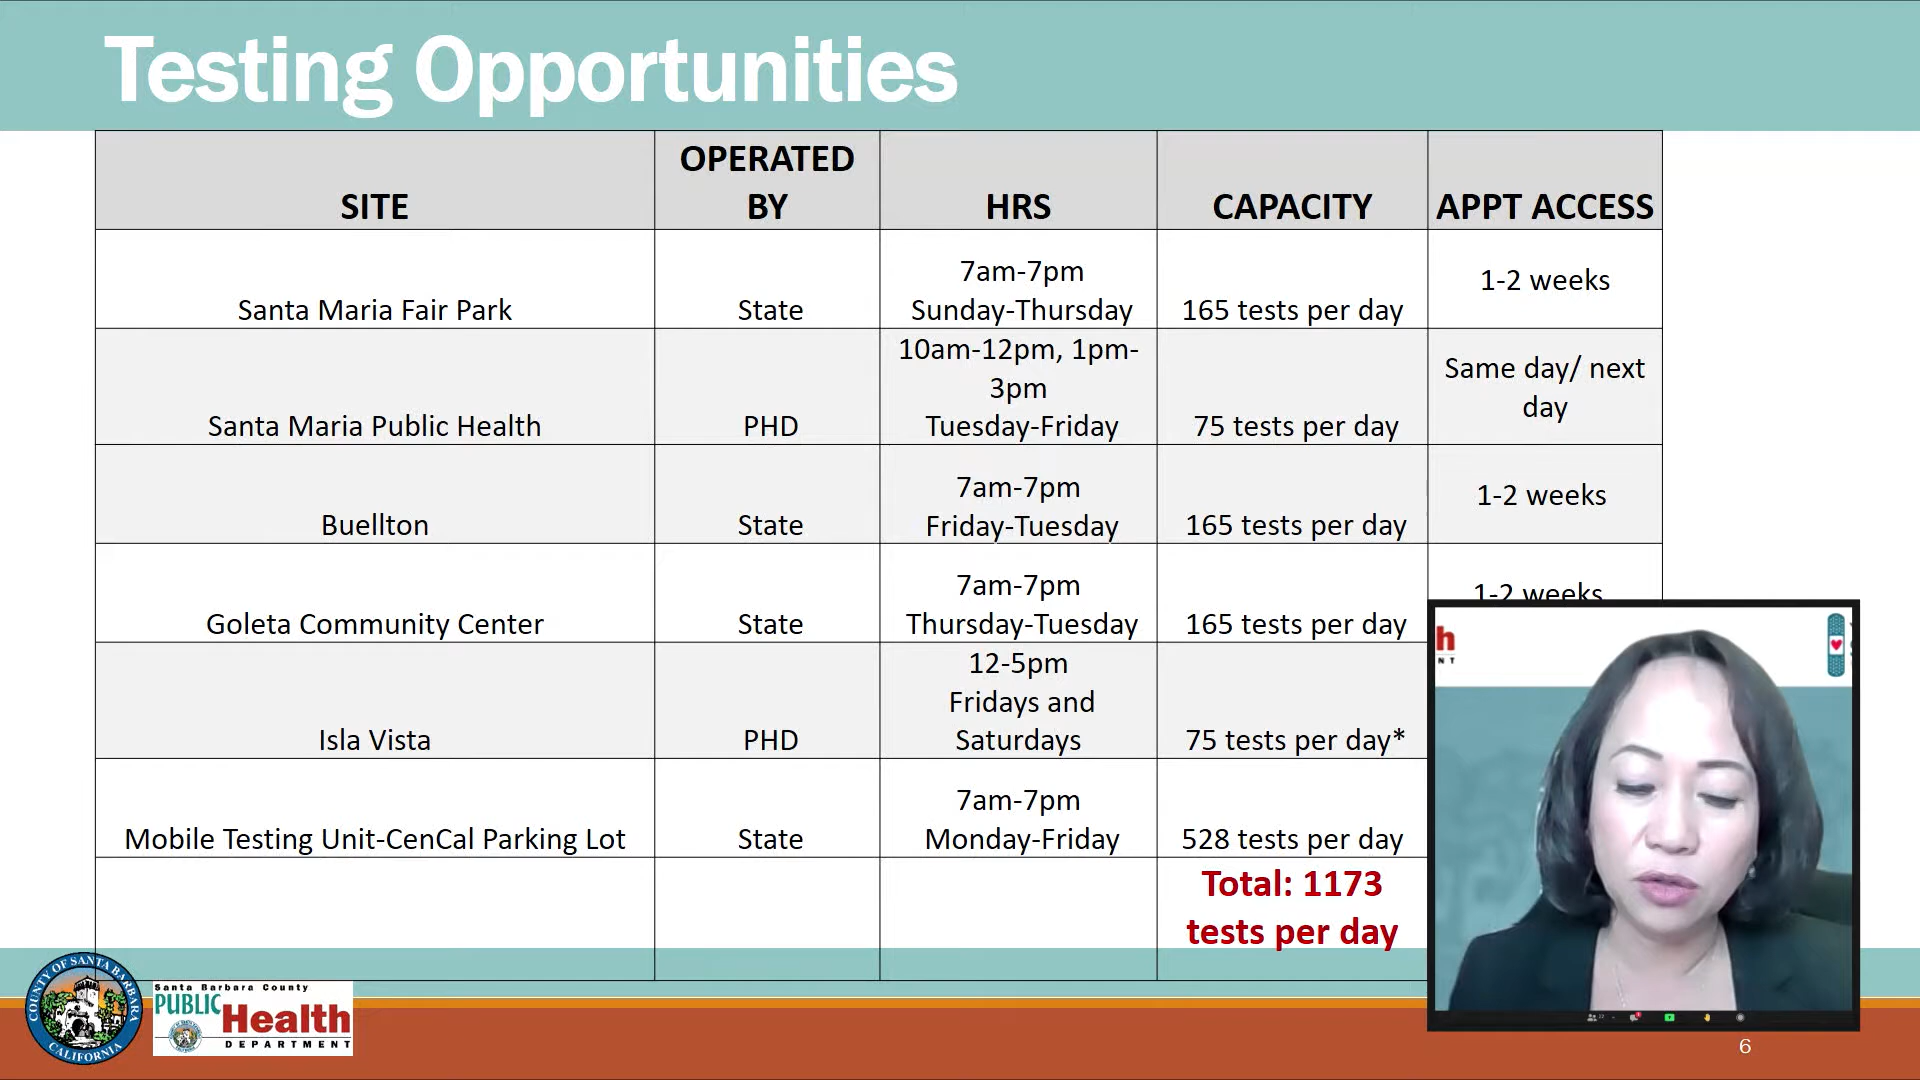 Testing Opportunities
SITE
OPERATED
BY
HRS
CAPACITY
APPT ACCESS
Santa Maria Fair Park
State
7am-7pm
Sunday-Thursday
165 tests per day
1-2 weeks
Santa Maria Public Health
PHD
10am-12pm, 1pm-
3pm
Tuesday-Friday
75 tests per day
Same day/ next
day
Buellton
State
7am-7pm
Friday-Tuesday
165 tests per day
1-2 weeks
Goleta Community Center
State
7am-7pm
Thursday-Tuesday
165 tests per day
1-2 weeks
Isla Vista
PHD
12-5pm
Fridays and
Saturdays
75 tests per day*
Mobile Testing Unit-CenCal Parking Lot
State
7am-7pm
Monday-Friday
528 tests per day
Total: 1173
tests per day
h
NT
COUNTY OF SANTA BARBARA
CALIFORNIA
Santa Barbara County
PUBLIC
Health
DEPARTMENT
6